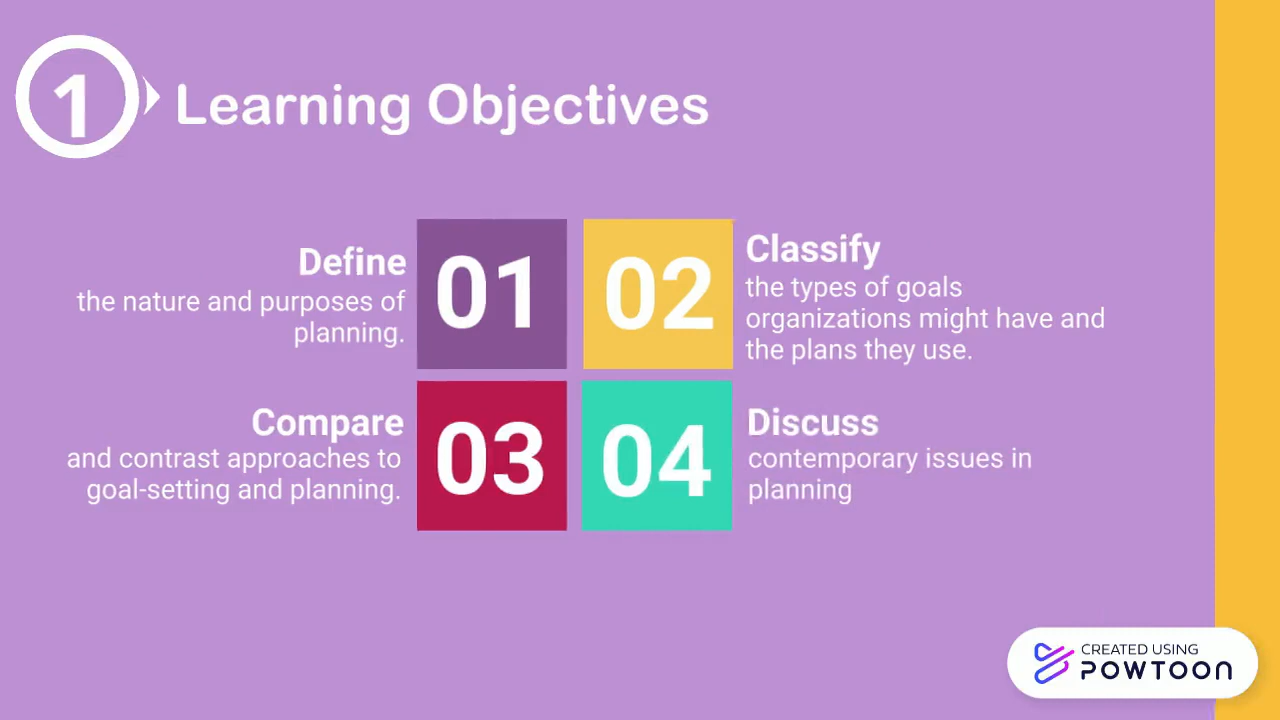 1
Learning Objectives
01
Define
the nature and purposes of
planning.
02
Classify
the types of goals
organizations might have and
the plans they use.
03
Compare
and contrast approaches to
goal-setting and planning.
04
Discuss
contemporary issues in
planning
CREATED USING
POWTOON